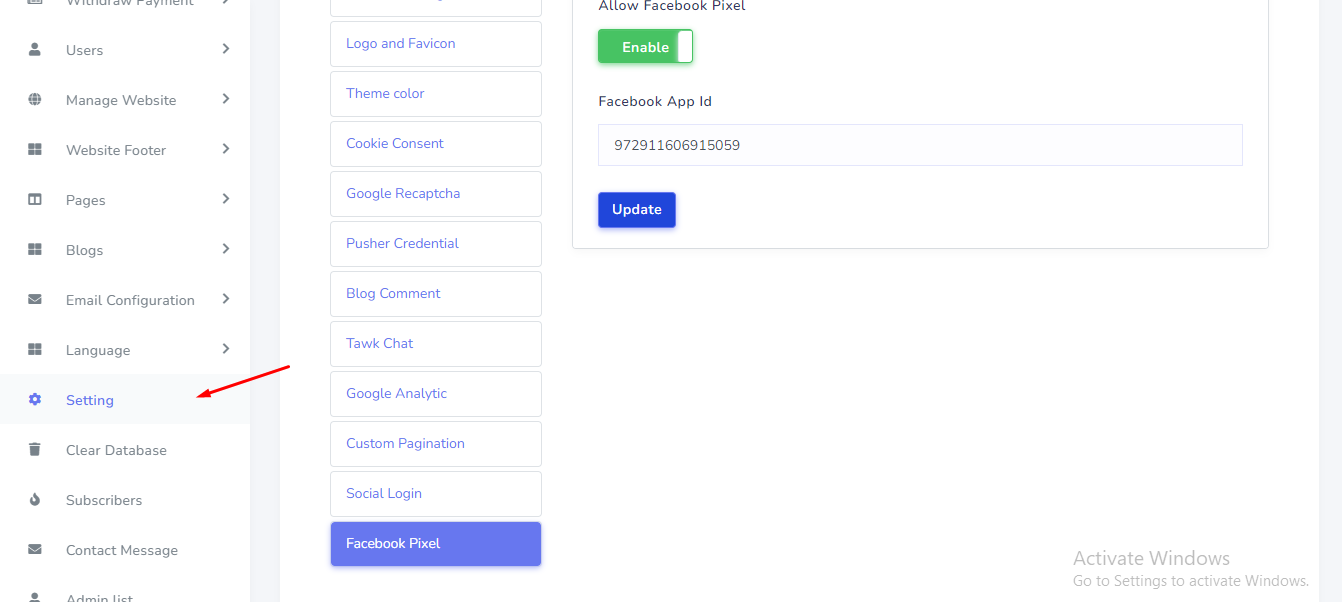 Withdraw Payment
Users
Manage Website
Website Footer
Pages
Blogs
Email Configuration
Language
Setting
Clear Database
Subscribers
Contact Message
Admin list
Logo and Favicon
Theme color
Cookie Consent
Google Recaptcha
Pusher Credential
Blog Comment
Tawk Chat
Google Analytic
Custom Pagination
Social Login
Facebook Pixel
Allow Facebook Pixel
Enable
Facebook App Id
972911606915059
Update
Activate Windows
Go to Settings to activate Windows.